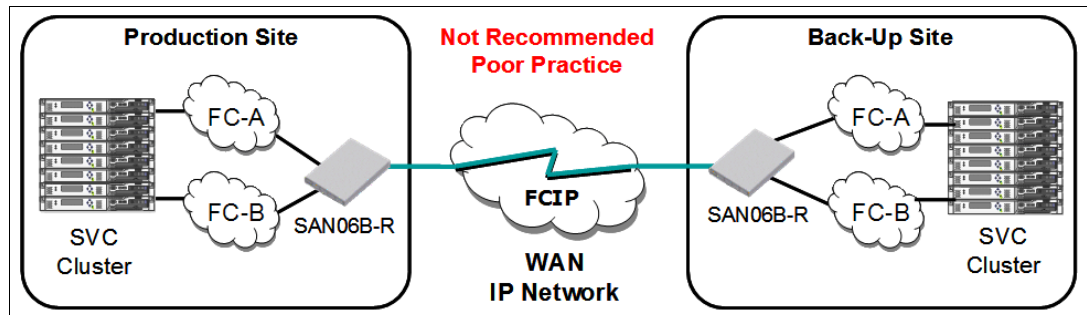 Production Site
FC-A
FC-B
SVC
Cluster
SAN06B-R
Not Recommended
Poor Practice
FCIP
WAN
IP Network
Back-Up Site
FC-A
FC-B
SAN06B-R
SVC
Cluster